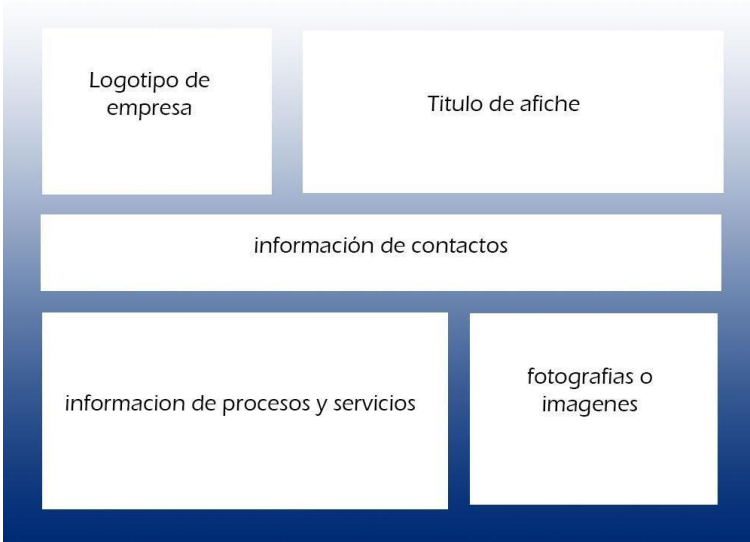 Logotipo de
empresa
Titulo de afiche
información de contactos
informacion de procesos y servicios
fotografias o
imagenes